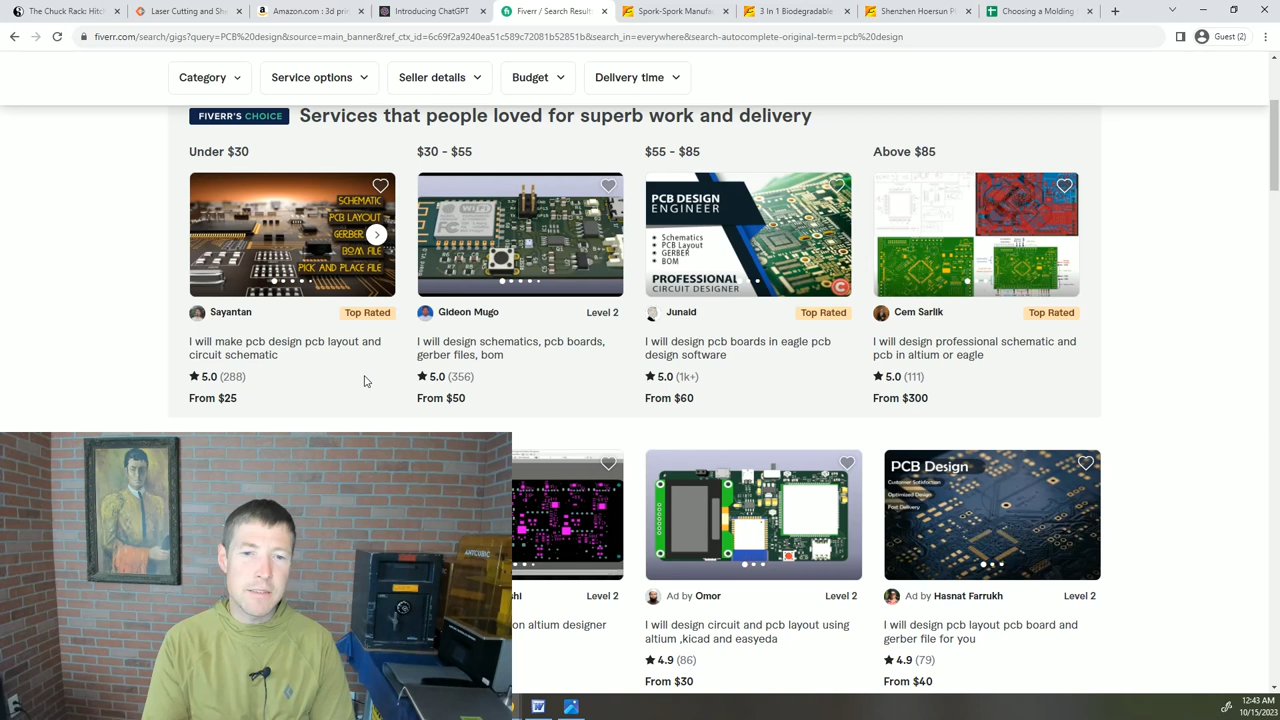 The Chuck Rack: Hitch
Laser Cutting and She
Amazon.com : 3d prin
Introducing ChatGPT
Fiverr / Search Result
Spork-Spork Manufa
3 In 1 Biodegradable
Shenzhen Hoersun P
Choosing a Molding
fiverr.com/search/gigs?query=PCB%20design&source=main_banner&ref_ctx_id=6c69f2a9240ea51c589c72081b52851b&search_in=everywhere&search-autocomplete-original-term=pcb%20design
Guest (2)
Category
Service options
Seller details
Budget
Delivery time
FIVERR'S CHOICE
Services that people loved for superb work and delivery
Under $30
$30 - $55
$55 - $85
Above $85
SCHEMATIC
PCB LAYOUT
GERBER
BOM FILE
PICK AND PLACE FILE
WiFi
PCB DESIGN
ENGINEER
Schematics
PCB Layout
GERBER
BOM
PROFESSIONAL
CIRCUIT DESIGNER
Sayantan
Top Rated
Gideon Mugo
Level 2
Junaid
Top Rated
Cem Sarlik
Top Rated
I will make pcb design pcb layout and
circuit schematic
I will design schematics, pcb boards,
gerber files, bom
I will design pcb boards in eagle pcb
design software
I will design professional schematic and
pcb in altium or eagle
5.0 (288)
5.0 (356)
5.0 (1k+)
5.0 (111)
From $25
From $50
From $60
From $300
PCB Design
Customer Satisfaction
Optimized Design
Fast Delivery
Level 2
Ad by Omor
Level 2
Ad by Hasnat Farrukh
Level 2
on altium designer
I will design circuit and pcb layout using
altium ,kicad and easyeda
I will design pcb layout pcb board and
gerber file for you
4.9 (86)
4.9 (79)
From $30
From $40
ANYCUBIC
12:43 AM
10/15/2023